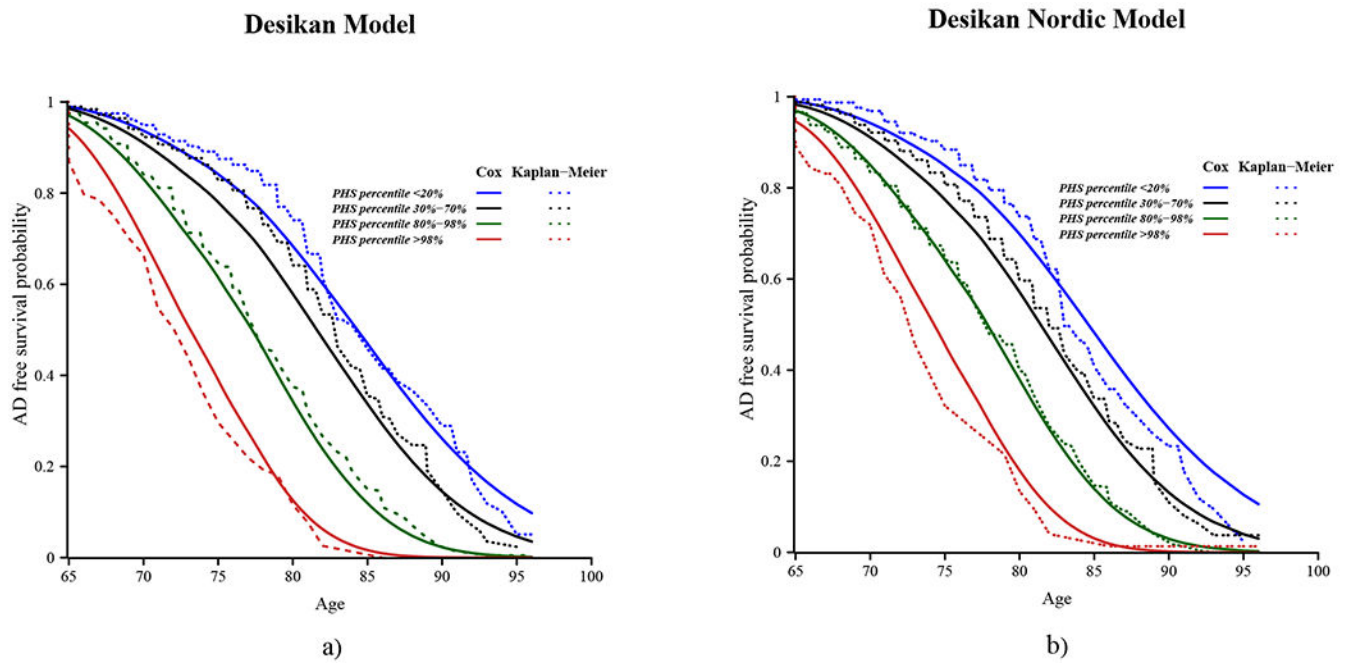 Desikan Model
Cox Kaplan−Meier
PHS percentile <20%
PHS percentile 30%−70%
PHS percentile 80%−98%
PHS percentile >98%
AD free survival probability
1
0.8
0.6
0.4
0.2
0
65 70 75 80 85 90 95 100
Age
a)
Desikan Nordic Model
Cox Kaplan−Meier
PHS percentile <20%
PHS percentile 30%−70%
PHS percentile 80%−98%
PHS percentile >98%
AD free survival probability
1
0.8
0.6
0.4
0.2
0
65 70 75 80 85 90 95 100
Age
b)